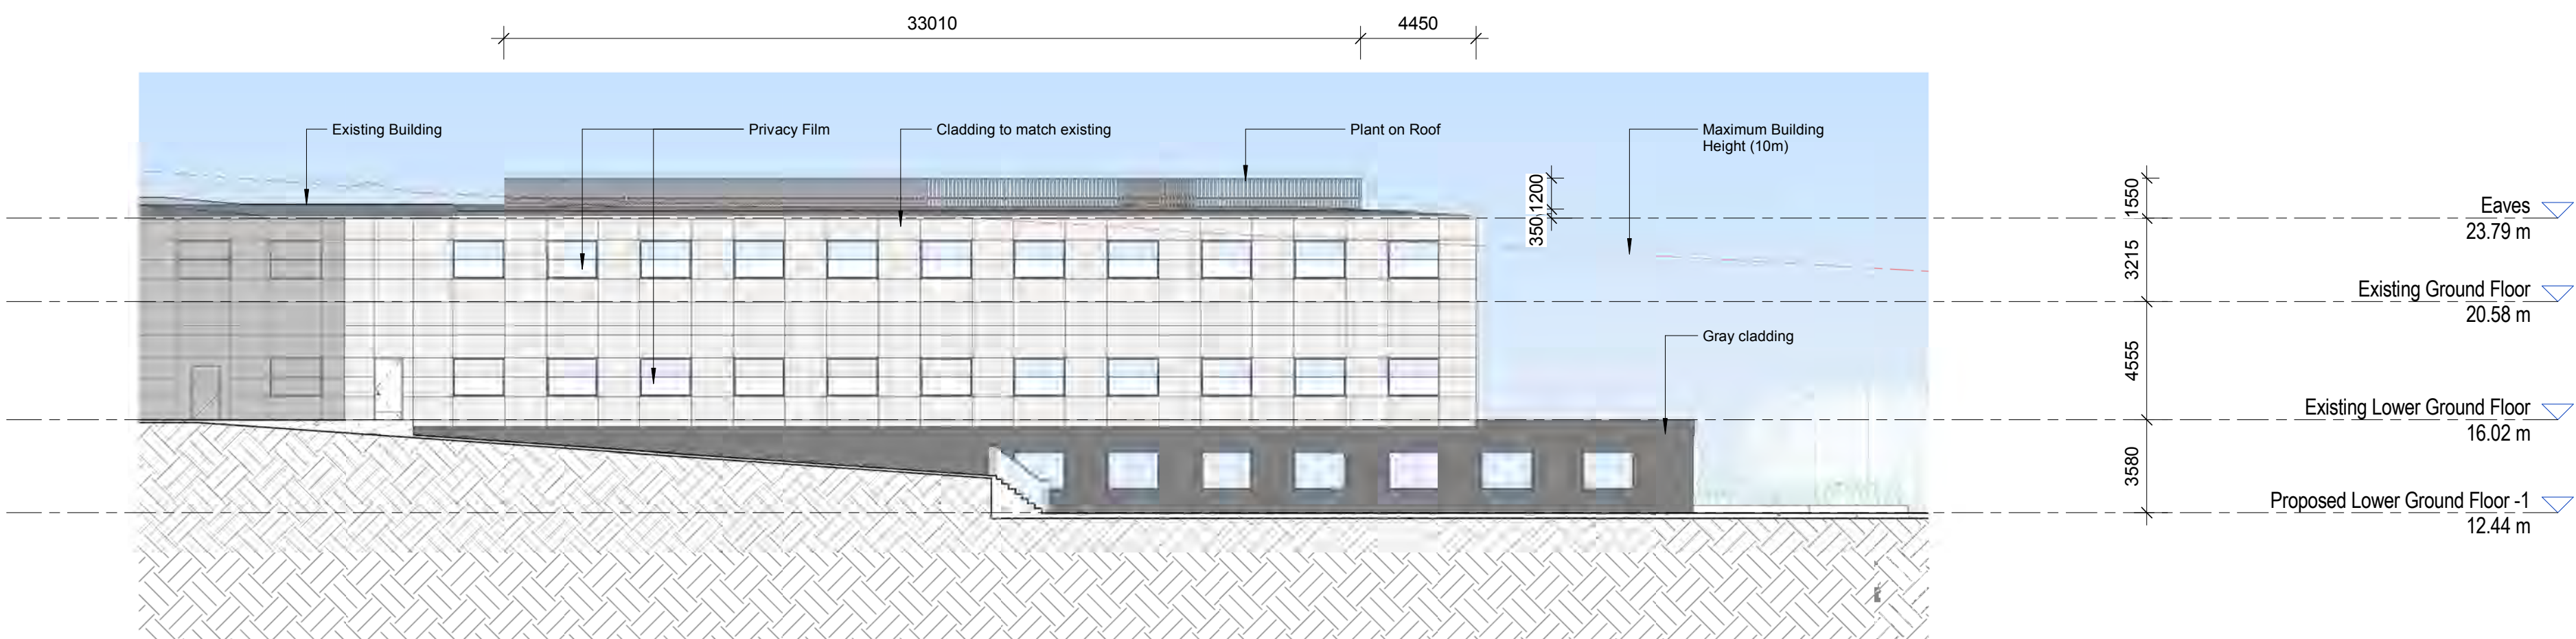 33010
4450
Existing Building
Privacy Film
Cladding to match existing
Plant on Roof
Maximum Building
Height (10m)
1200
350
1550
Eaves
23.79 m
3215
Existing Ground Floor
20.58 m
Gray cladding
4555
Existing Lower Ground Floor
16.02 m
3580
Proposed Lower Ground Floor -1
12.44 m